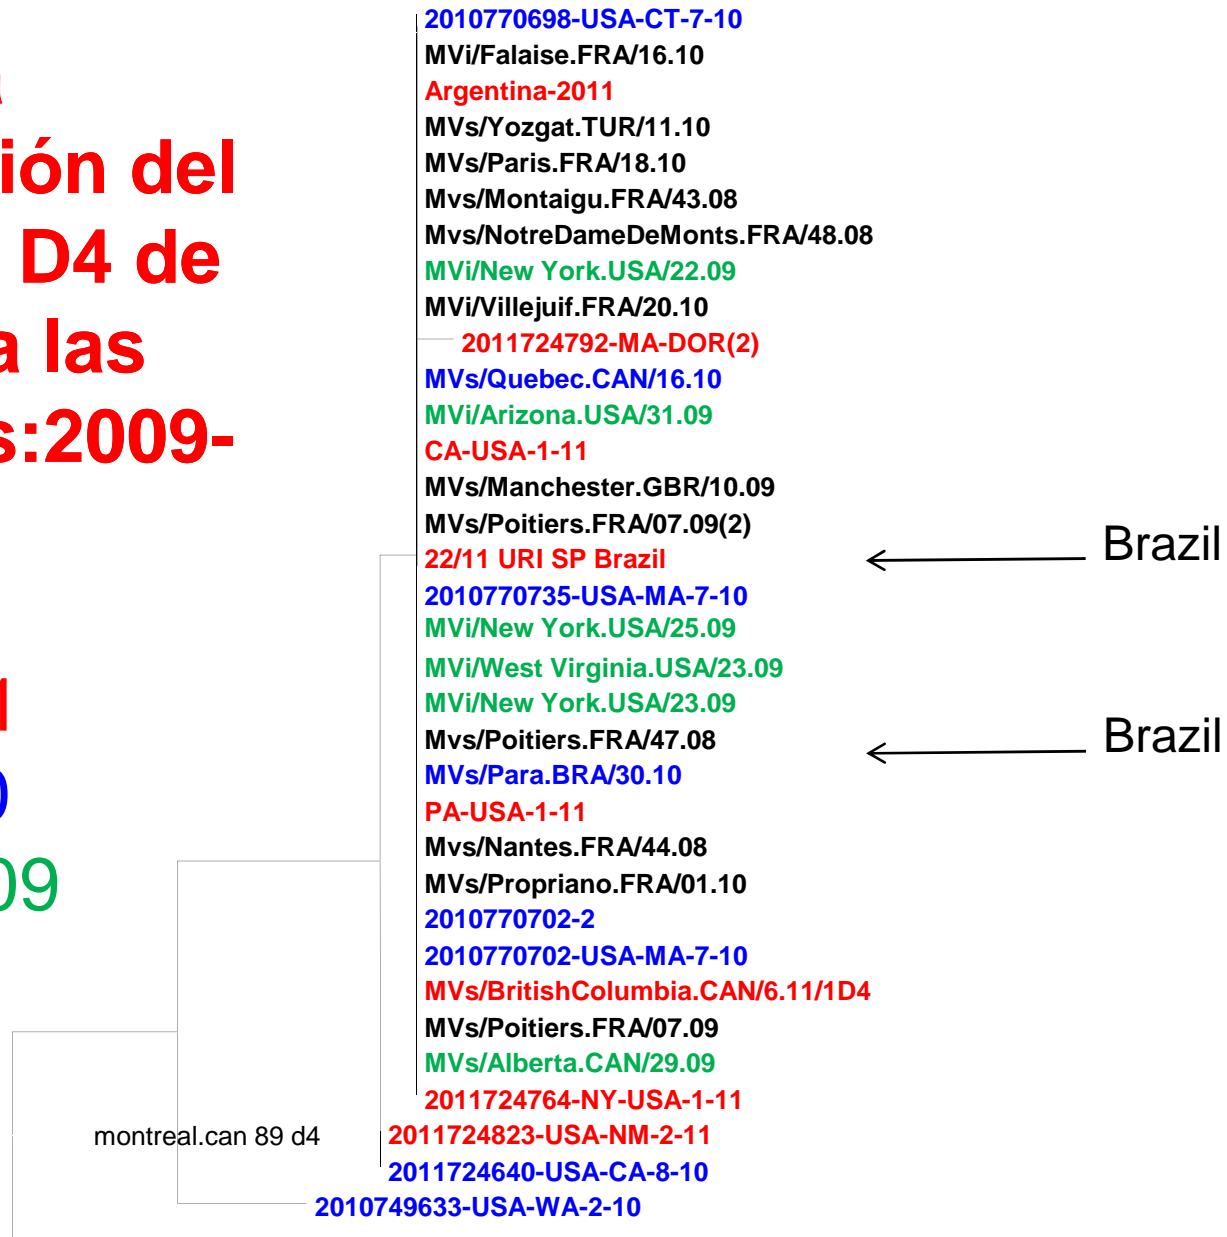 ión del
D4 de
a las
s:2009-
09
2010770698-USA-CT-7-10
MVi/Falaise.FRA/16.10
Argentina-2011
MVs/Yozgat.TUR/11.10
MVs/Paris.FRA/18.10
Mvs/Montaigu.FRA/43.08
Mvs/NotreDameDeMonts.FRA/48.08
MVi/New York.USA/22.09
MVi/Villejuif.FRA/20.10
2011724792-MA-DOR(2)
MVs/Quebec.CAN/16.10
MVi/Arizona.USA/31.09
CA-USA-1-11
MVs/Manchester.GBR/10.09
MVs/Poitiers.FRA/07.09(2)
22/11 URI SP Brazil
Brazil
2010770735-USA-MA-7-10
MVi/New York.USA/25.09
MVi/West Virginia.USA/23.09
MVi/New York.USA/23.09
Mvs/Poitiers.FRA/47.08
Brazil
MVs/Para.BRA/30.10
PA-USA-1-11
Mvs/Nantes.FRA/44.08
MVs/Propriano.FRA/01.10
2010770702-2
2010770702-USA-MA-7-10
MVs/BritishColumbia.CAN/6.11/1D4
MVs/Poitiers.FRA/07.09
MVs/Alberta.CAN/29.09
2011724764-NY-USA-1-11
montreal.can 89 d4
2011724823-USA-NM-2-11
2011724640-USA-CA-8-10
2010749633-USA-WA-2-10